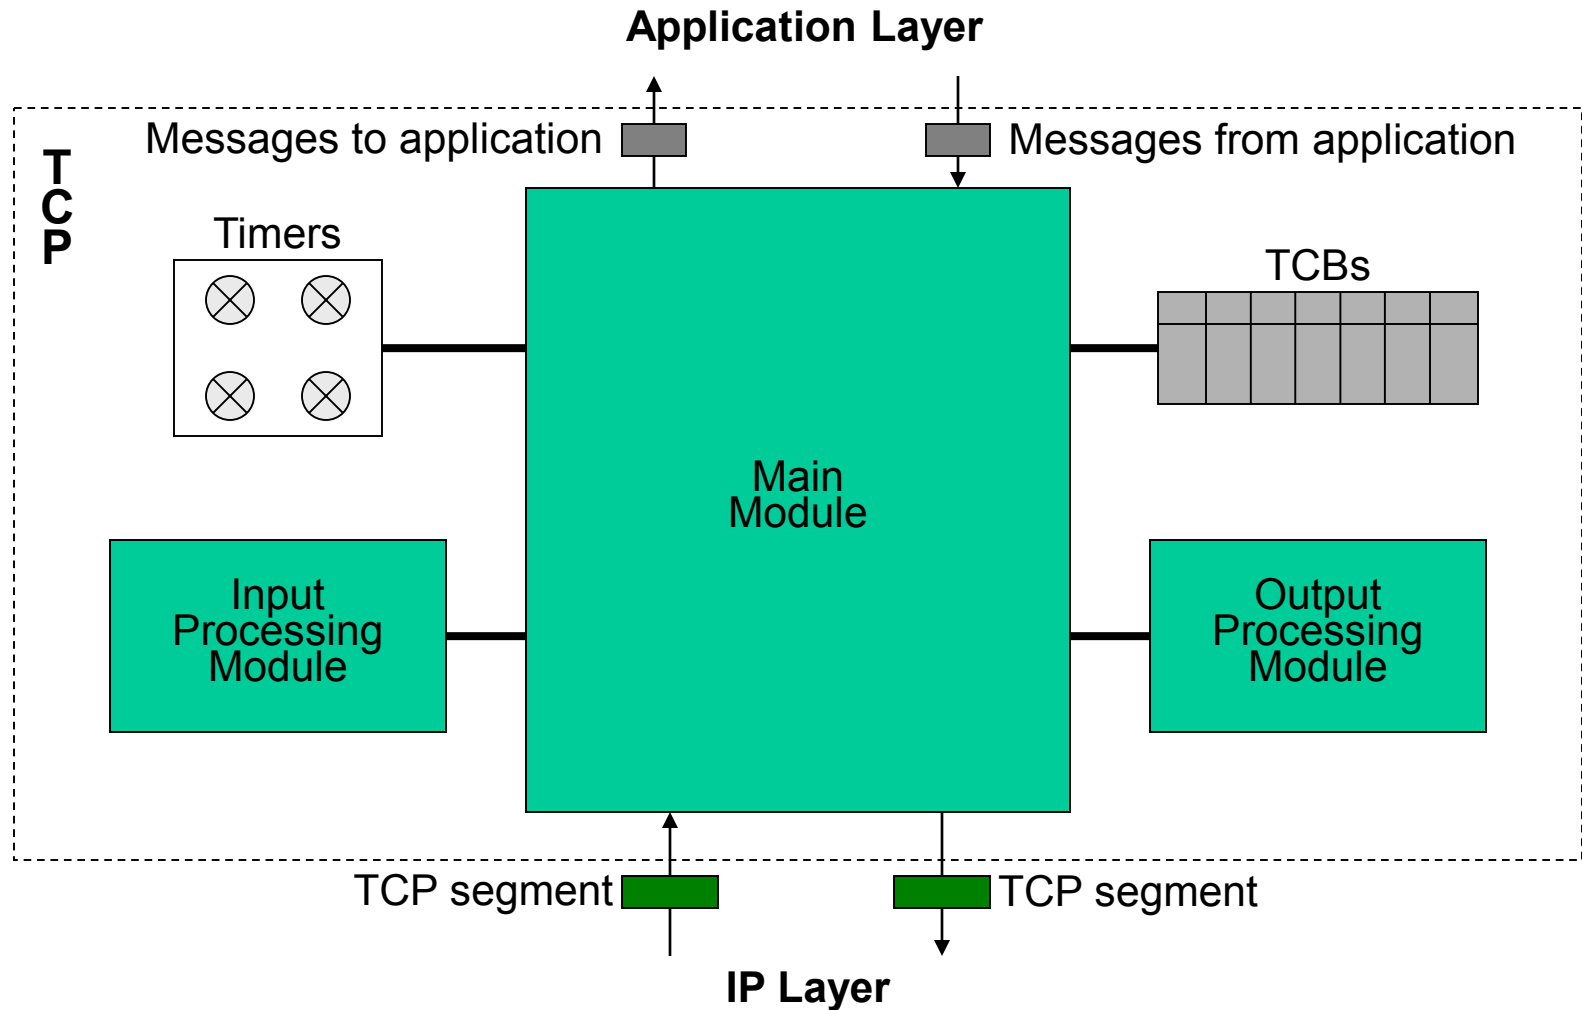 Application Layer
Messages to application
Messages from application
T
C
P
Timers
TCBs
Main
Module
Input
Processing
Module
Output
Processing
Module
TCP segment
TCP segment
IP Layer